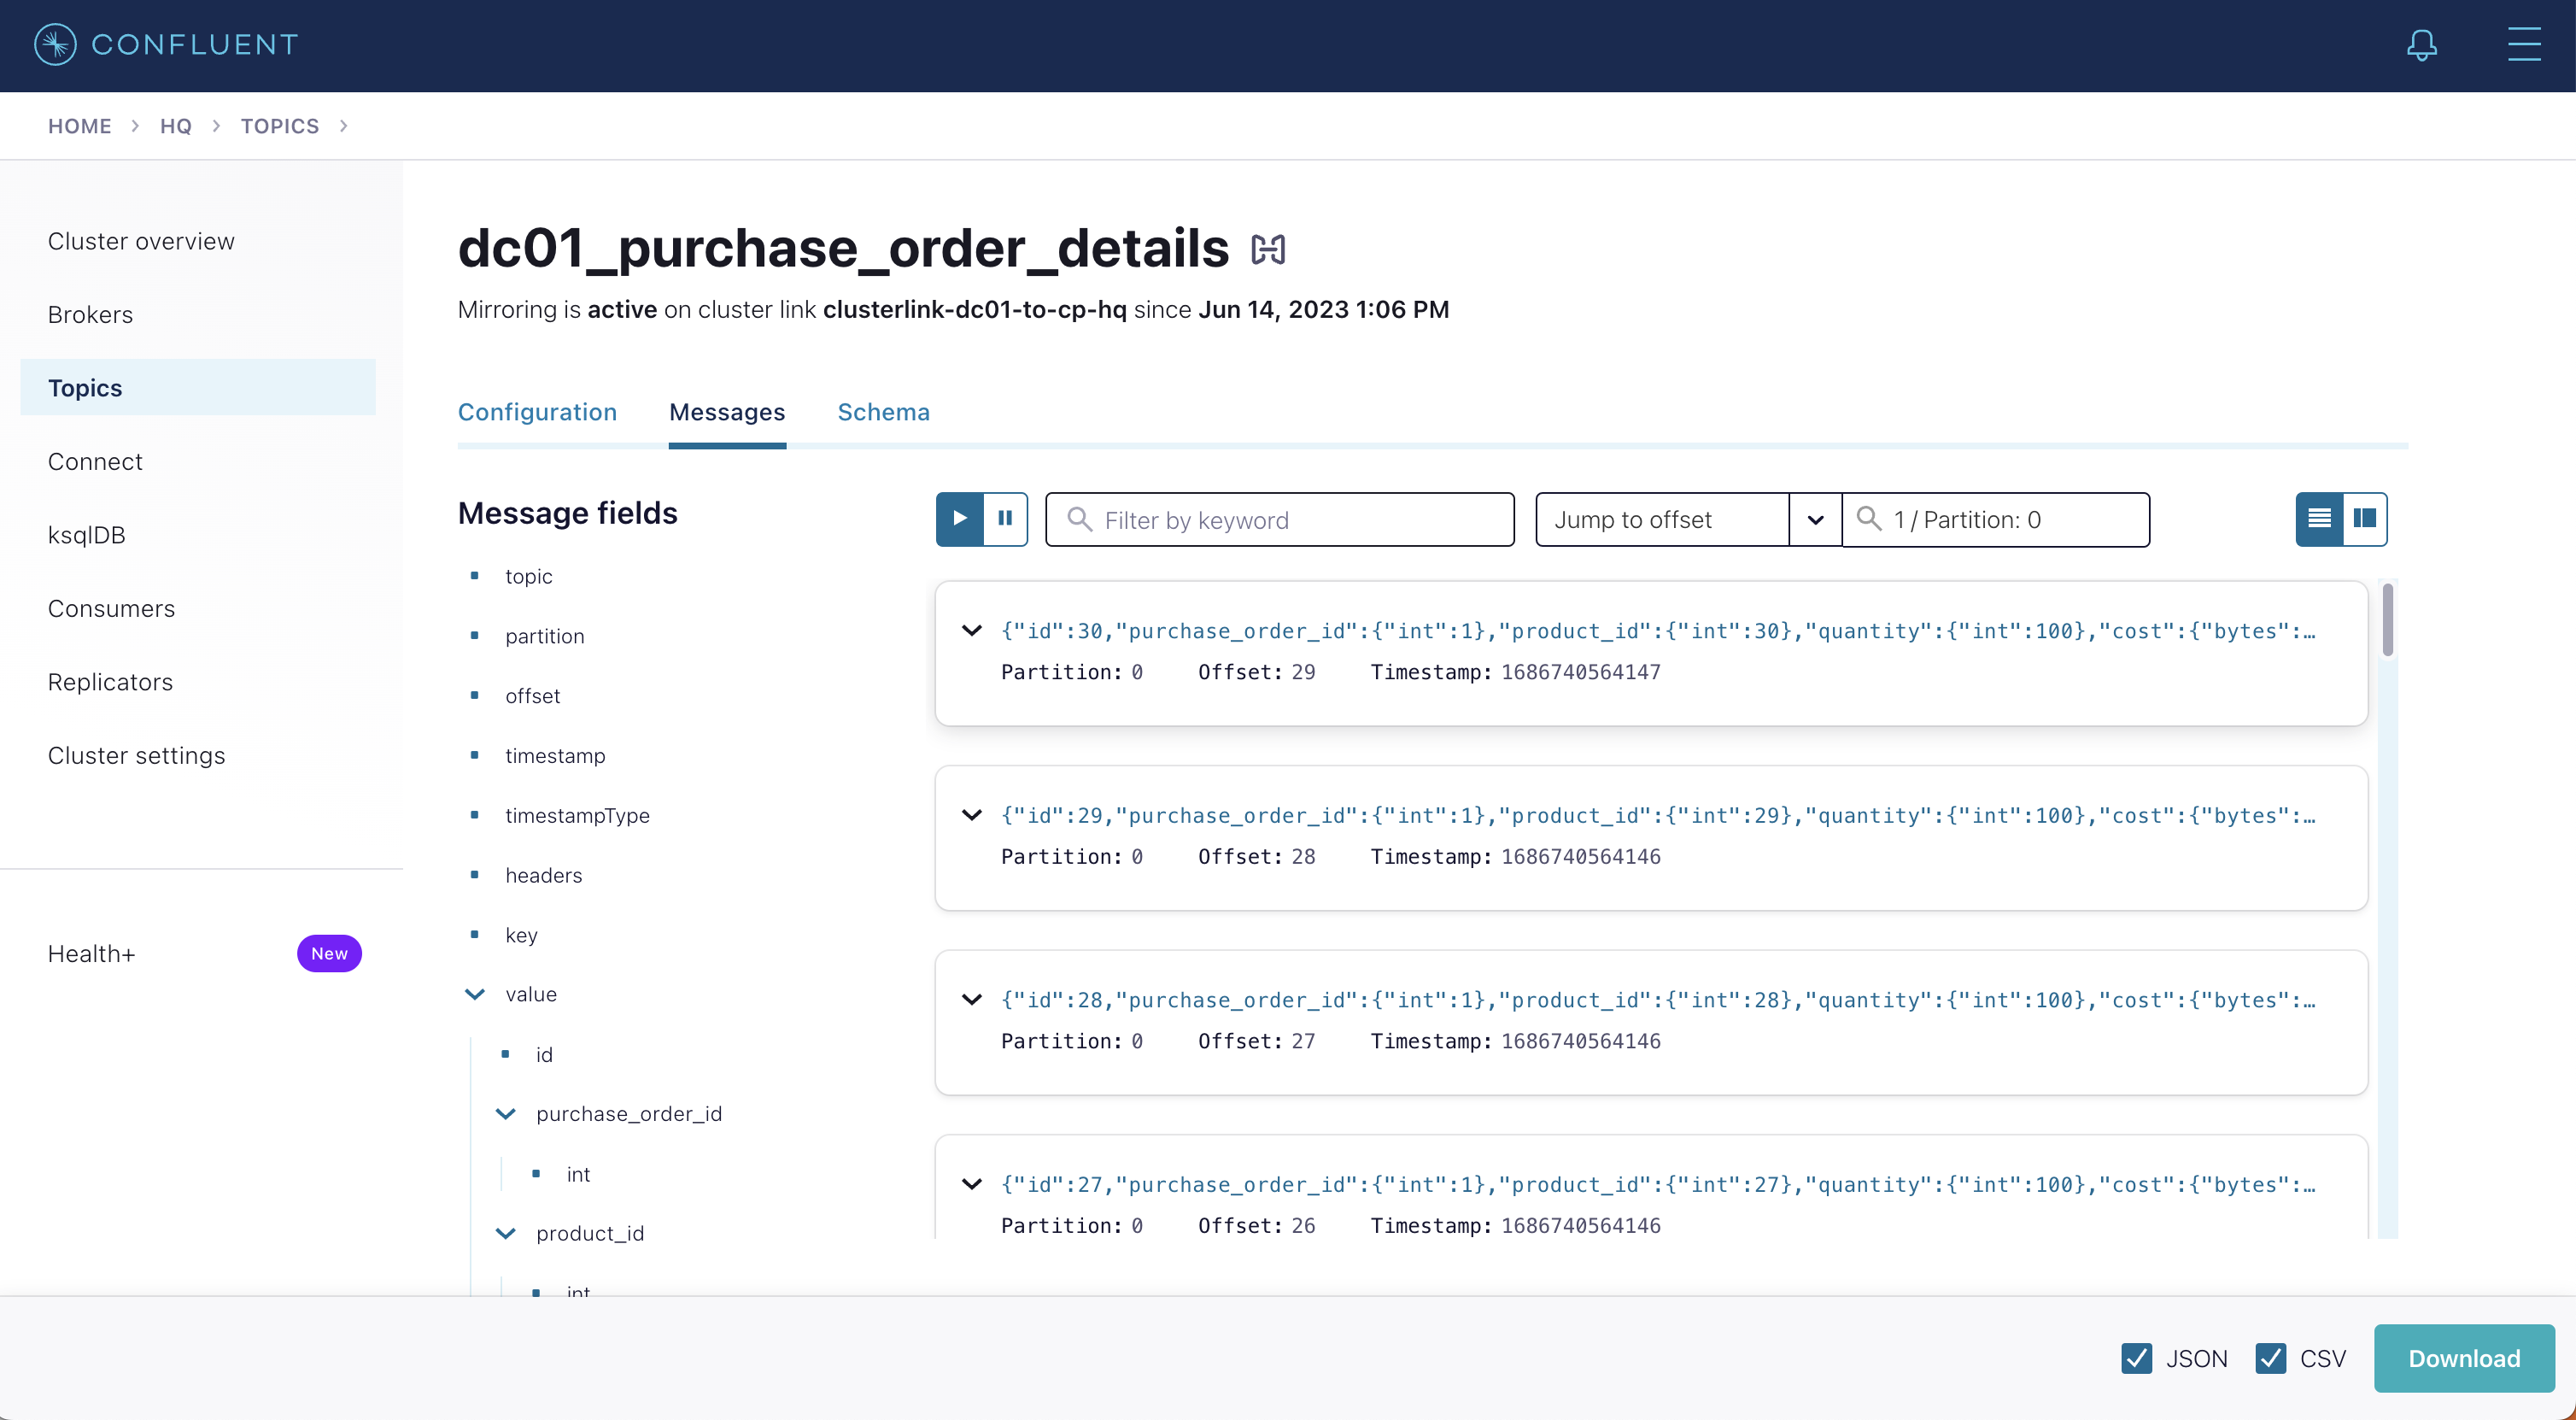 CONFLUENT
HOME > HQ > TOPICS >
Cluster overview
Brokers
Topics
Connect
ksqlDB
Consumers
Replicators
Cluster settings
Health+ New
dc01_purchase_order_details
Mirroring is active on cluster link clusterlink-dc01-to-cp-hq since Jun 14, 2023 1:06 PM
Configuration Messages Schema
Message fields
topic
partition
offset
timestamp
timestampType
headers
key
value
id
purchase_order_id
int
product_id
int
Filter by keyword Jump to offset 1 / Partition: 0
{"id":30,"purchase_order_id":{"int":1},"product_id":{"int":30},"quantity":{"int":100},"cost":{"bytes":…
Partition: 0 Offset: 29 Timestamp: 1686740564147
{"id":29,"purchase_order_id":{"int":1},"product_id":{"int":29},"quantity":{"int":100},"cost":{"bytes":…
Partition: 0 Offset: 28 Timestamp: 1686740564146
{"id":28,"purchase_order_id":{"int":1},"product_id":{"int":28},"quantity":{"int":100},"cost":{"bytes":…
Partition: 0 Offset: 27 Timestamp: 1686740564146
{"id":27,"purchase_order_id":{"int":1},"product_id":{"int":27},"quantity":{"int":100},"cost":{"bytes":…
Partition: 0 Offset: 26 Timestamp: 1686740564146
JSON CSV Download